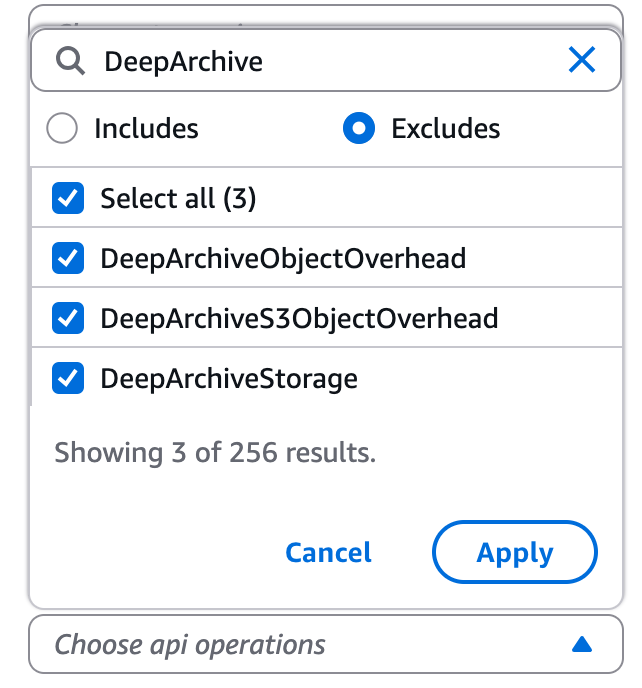 DeepArchive
Includes
Excludes
Select all (3)
DeepArchiveObjectOverhead
DeepArchiveS3ObjectOverhead
DeepArchiveStorage
Showing 3 of 256 results.
Cancel
Apply
Choose api operations